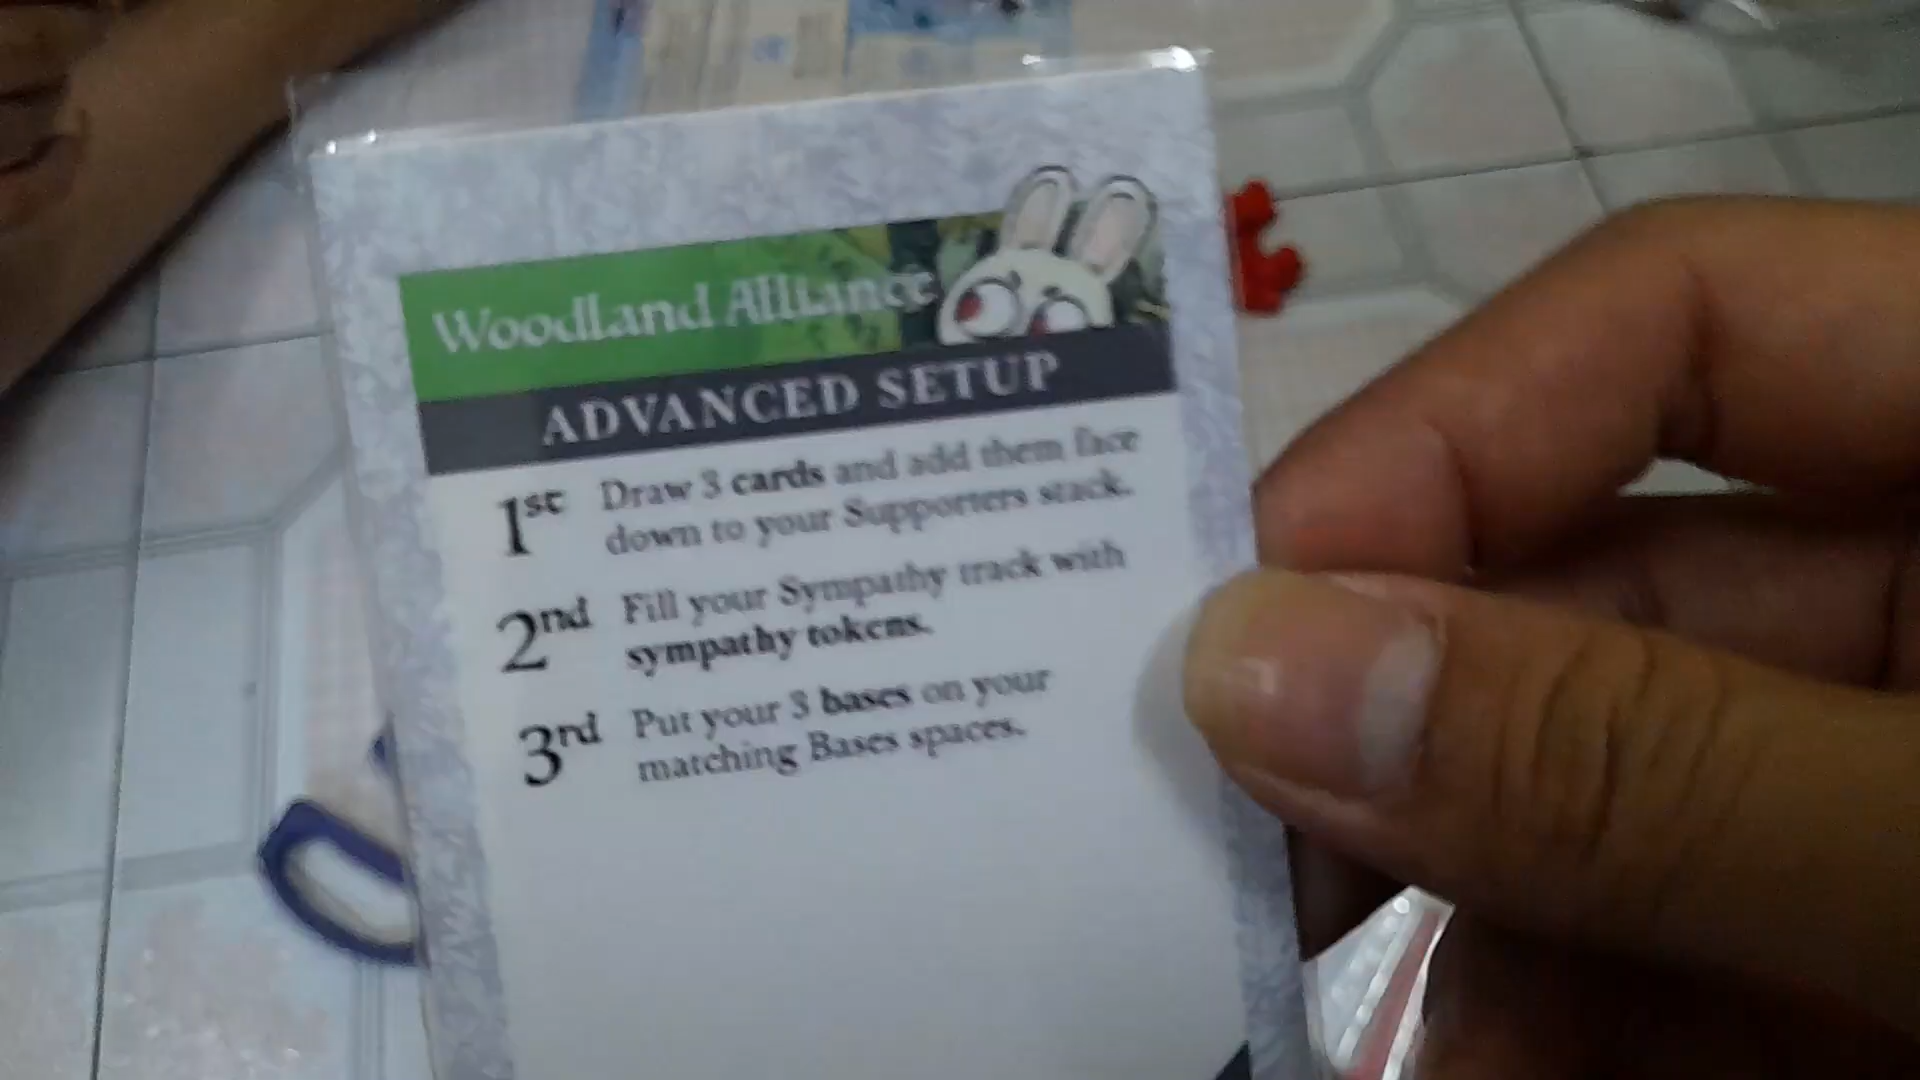 Woodland Alliance
ADVANCED SETUP
1st Draw 3 cards and add them face
down to your Supporters stack.
2nd Fill your Sympathy track with
sympathy tokens.
3rd Put your 3 bases on your
matching Bases spaces.